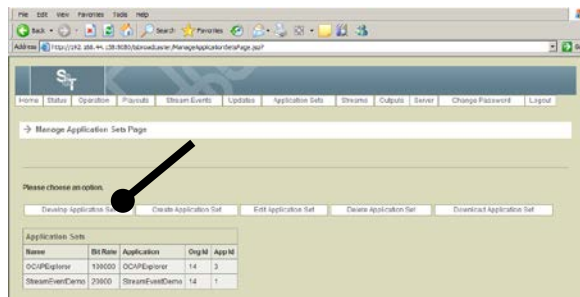 File Edit View Favorites Tools Help
Back Search Favorites
Address
S&T
Home Status Operation Playouts Stream Events Updates Application Sets Streams Outputs Server Change Password Logout
Manage Application Sets Page
Please choose an option.
Develop Application Create Application Set Edit Application Set Delete Application Set Download Application Set
Application Sets
Name Bit Rate Application Org Id App Id
OCAPExplorer 100000 OCAPExplorer 14 3
StreamEventDemo 20000 StreamEventDemo 14 1